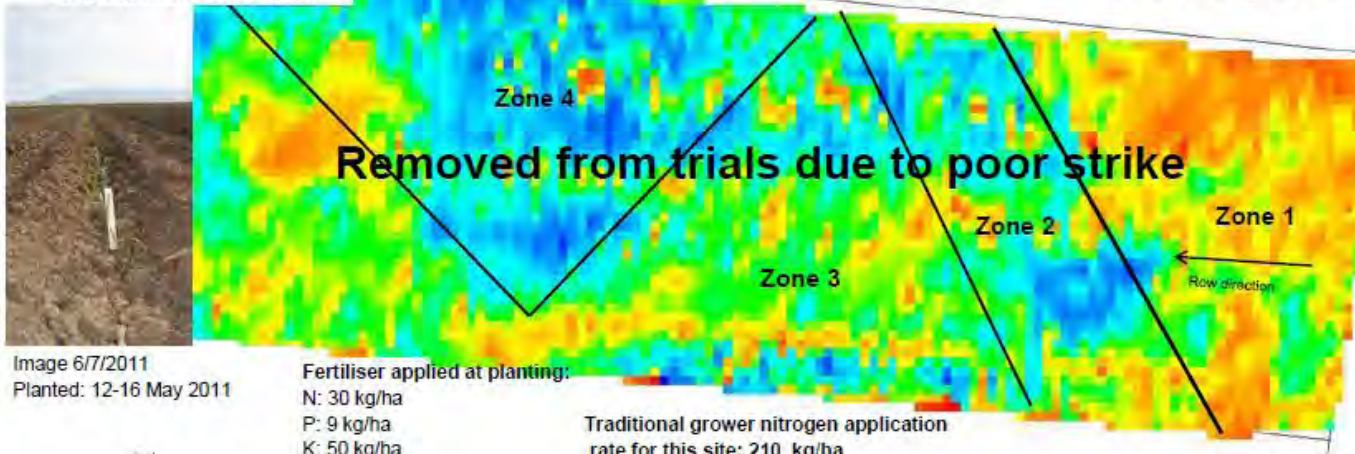 Zone 4
Removed from trials due to poor strike
Zone 1
Zone 2
Zone 3
Row direction
Image 6/7/2011
Planted: 12-16 May 2011
Fertiliser applied at planting:
N: 30 kg/ha
P: 9 kg/ha
K: 50 kg/ha
Traditional grower nitrogen application
rate for this site: 210 kg/ha